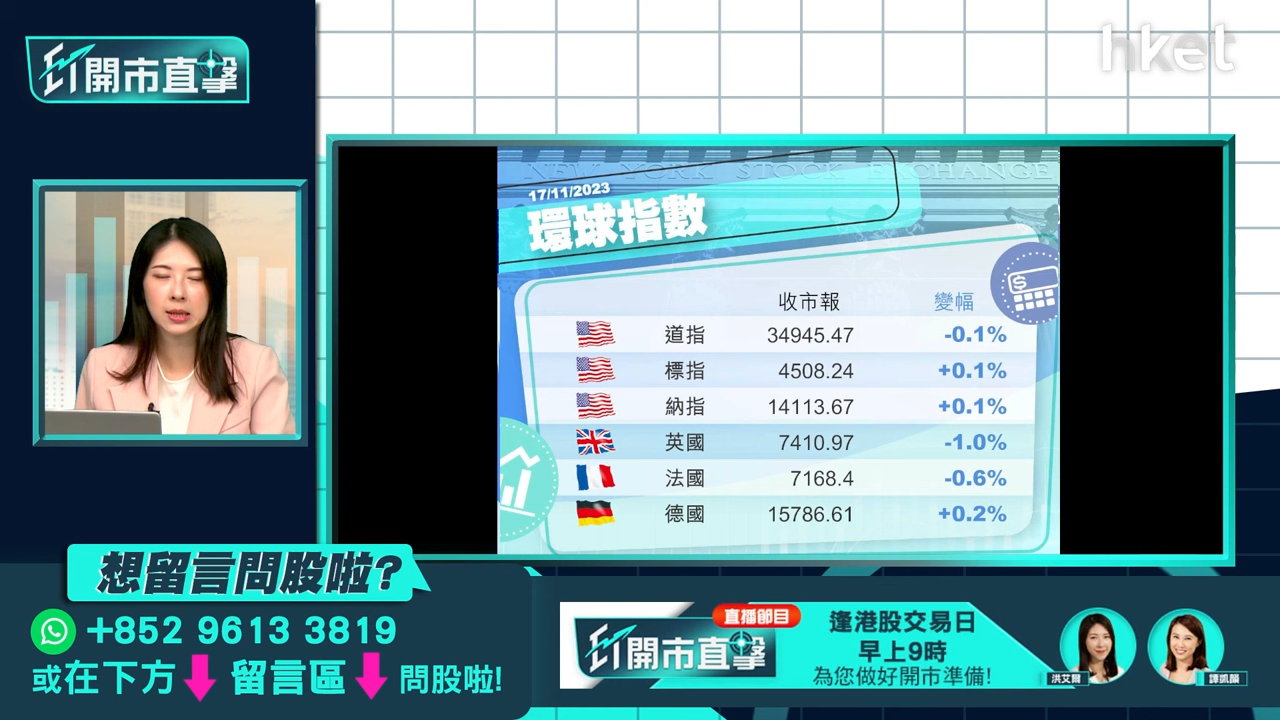 ET開市直擊
hket
NEW YORK STOCK EXCHANGE
17/11/2023
環球指數
收市報 變幅
道指 34945.47 -0.1%
標指 4508.24 +0.1%
納指 14113.67 +0.1%
英國 7410.97 -1.0%
法國 7168.4 -0.6%
德國 15786.61 +0.2%
想留言問股啦?
+852 9613 3819
或在下方 留言區 問股啦!
直播節目
ET開市直擊
逢港股交易日
早上9時
為您做好開市準備!
洪艾爾
譚凱韻